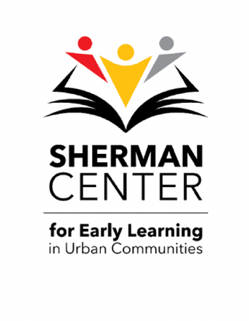 SHERMAN
CENTER
for Early Learning
in Urban Communities